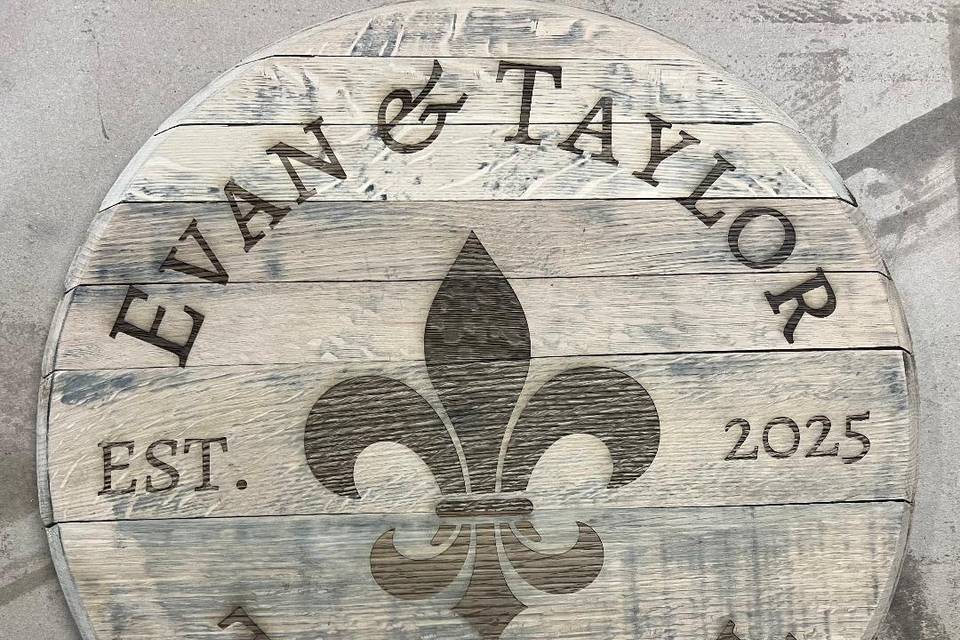 EVAN & TAYLOR
EST. 2025